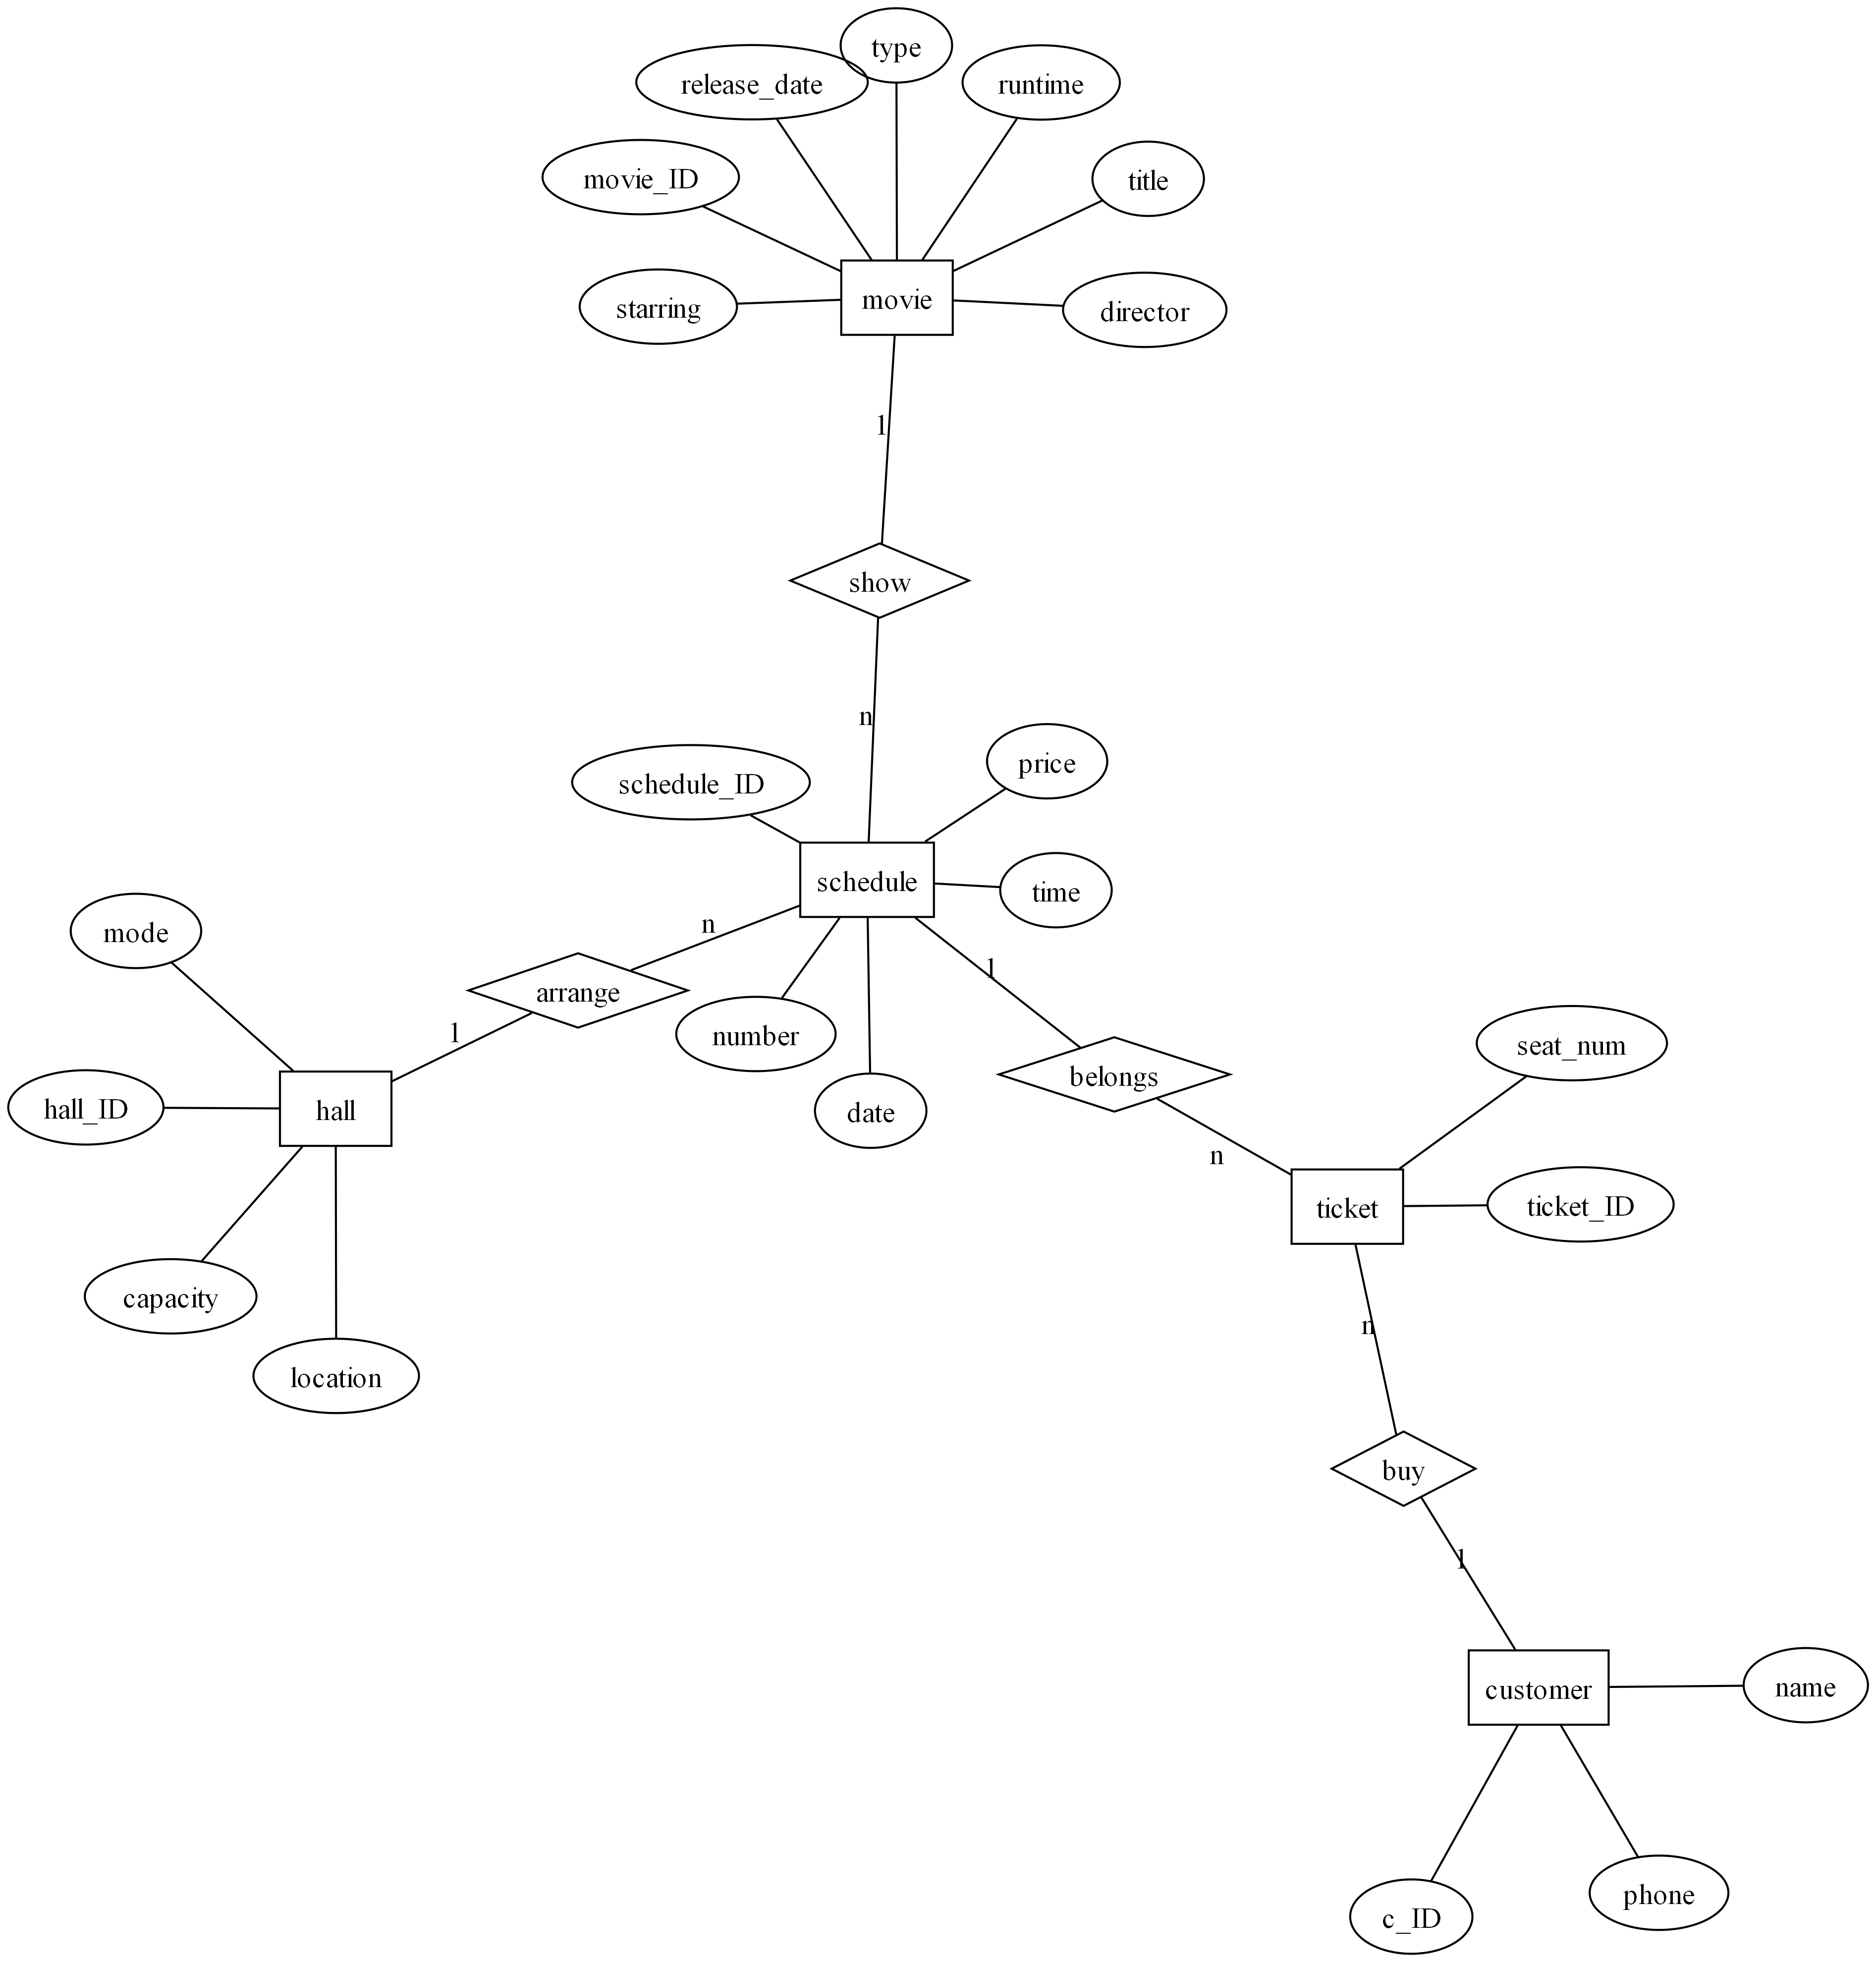 type
release_date
runtime
movie_ID
title
starring
movie
director
1
show
n
schedule_ID
price
schedule
time
mode
n
arrange
1
number
1
hall_ID
hall
date
belongs
seat_num
n
ticket
ticket_ID
capacity
location
n
buy
1
customer
name
c_ID
phone